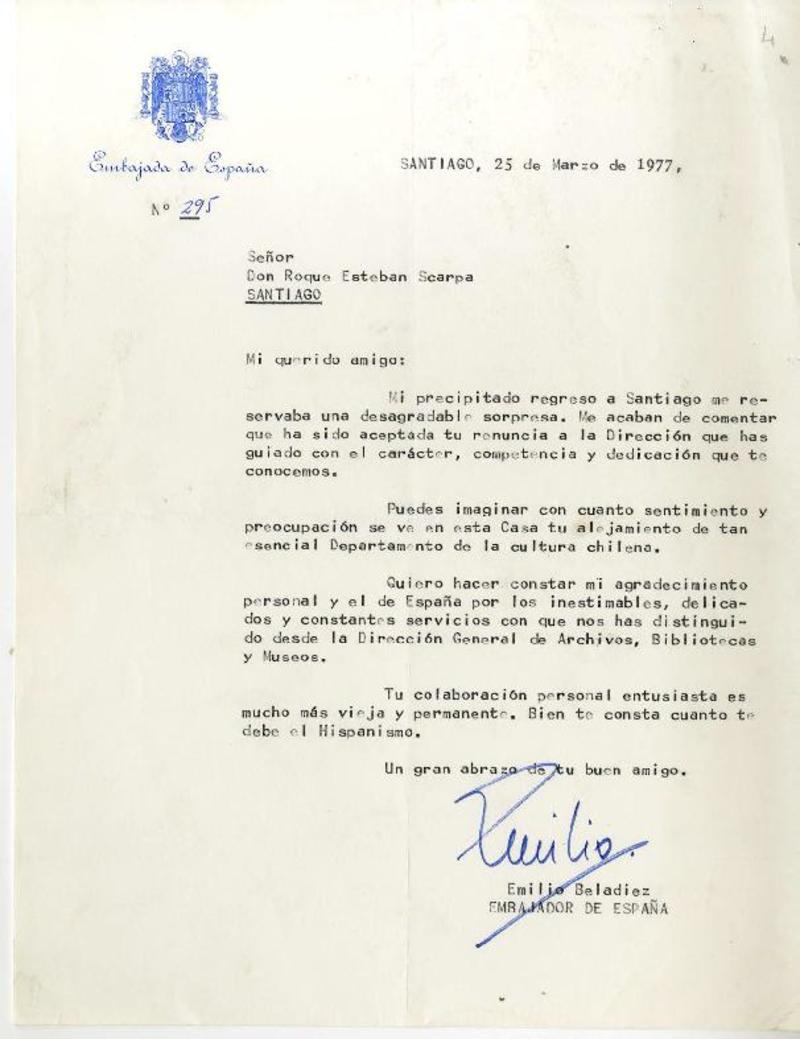 4
Embajada de España
SANTIAGO, 25 de Marzo de 1977,
Nº 295
Señor
Don Roque Esteban Scarpa
SANTIAGO
Mi querido amigo:
Mi precipitado regreso a Santiago me re-
servaba una desagradable sorpresa. Me acaban de comentar
que ha sido aceptada tu renuncia a la Dirección que has
guiado con el carácter, competencia y dedicación que te
conocemos.
Puedes imaginar con cuanto sentimiento y
preocupación se ve en esta Casa tu alejamiento de tan
esencial Departamento de la cultura chilena.
Quiero hacer constar mi agradecimiento
personal y el de España por los inestimables, delica-
dos y constantes servicios con que nos has distingui-
do desde la Dirección General de Archivos, Bibliotecas
y Museos.
Tu colaboración personal entusiasta es
mucho más vieja y permanente. Bien te consta cuanto te
debe el Hispanismo.
Un gran abrazo de tu buen amigo.
Emilio.
Emilio Beladiez
EMBAJADOR DE ESPAÑA